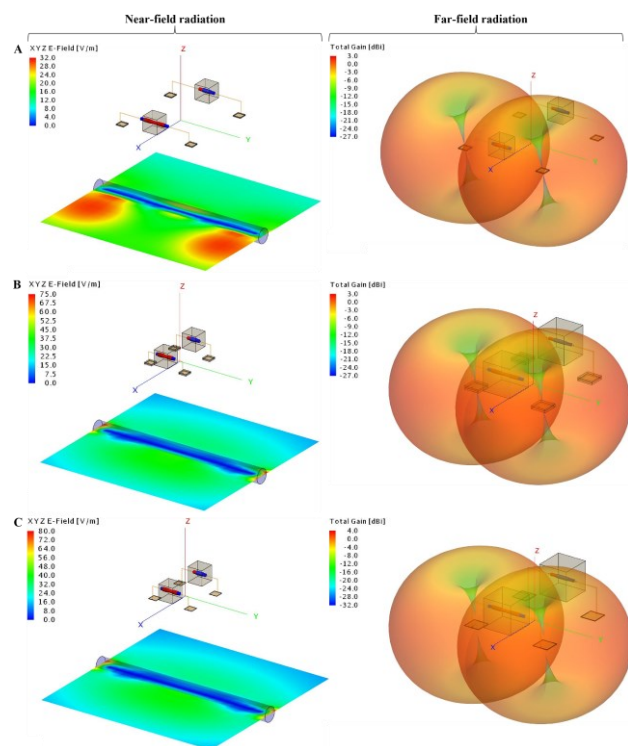 Near-field radiation
Far-field radiation
A
XYZ E-Field [V/m]
32.0
28.0
24.0
20.0
16.0
12.0
8.0
4.0
0.0
Z
Y
X
Total Gain [dBi]
3.0
0.0
-3.0
-6.0
-9.0
-12.0
-15.0
-18.0
-21.0
-24.0
-27.0
Z
X
B
XYZ E-Field [V/m]
75.0
67.5
60.0
52.5
45.0
37.5
30.0
22.5
15.0
7.5
0.0
Z
Y
X
Total Gain [dBi]
3.0
0.0
-3.0
-6.0
-9.0
-12.0
-15.0
-18.0
-21.0
-24.0
-27.0
Z
Y
X
C
XYZ E-Field [V/m]
80.0
72.0
64.0
56.0
48.0
40.0
32.0
24.0
16.0
8.0
0.0
Z
Y
X
Total Gain [dBi]
4.0
0.0
-4.0
-8.0
-12.0
-16.0
-20.0
-24.0
-28.0
-32.0
Z
Y
X